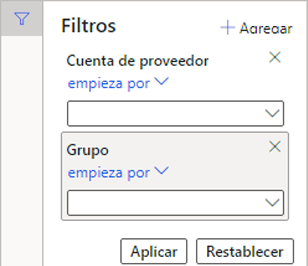 Filtros
Agregar
Cuenta de proveedor
empieza por
Grupo
empieza por
Aplicar
Restablecer